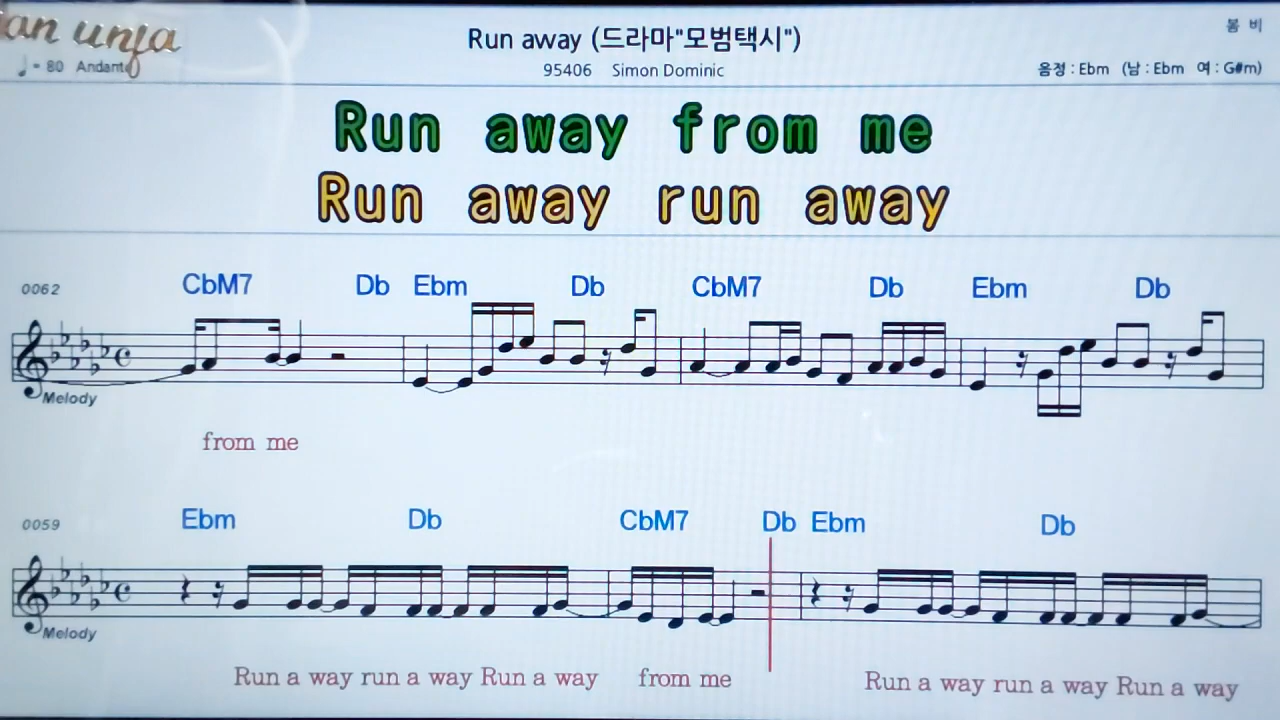 an unja
봄 비
Run away (드라마"모범택시")
♩ = 80 Andante
95406 Simon Dominic
음정 : Ebm (남 : Ebm 여 : G#m)
Run away from me
Run away run away
0062
CbM7 Db Ebm Db CbM7 Db Ebm Db
Melody
from me
0059
Ebm Db CbM7 Db Ebm Db
Melody
Run a way run a way Run a way from me Run a way run a way Run a way